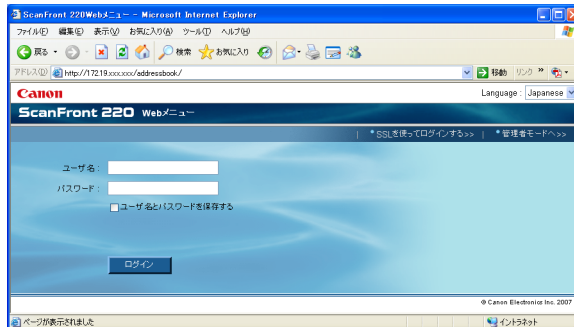 ScanFront 220Webメニュー - Microsoft Internet Explorer
ファイル(F) 編集(E) 表示(V) お気に入り(A) ツール(T) ヘルプ(H)
戻る 検索 お気に入り
アドレス(D) http://172.19.xxx.xxx/addressbook/ 移動 リンク »
Canon Language : Japanese
ScanFront 220 Webメニュー
| *SSLを使ってログインする>> | *管理者モードへ>>
ユーザ名 :
パスワード :
ユーザ名とパスワードを保存する
ログイン
© Canon Electronics Inc. 2007
ページが表示されました イントラネット